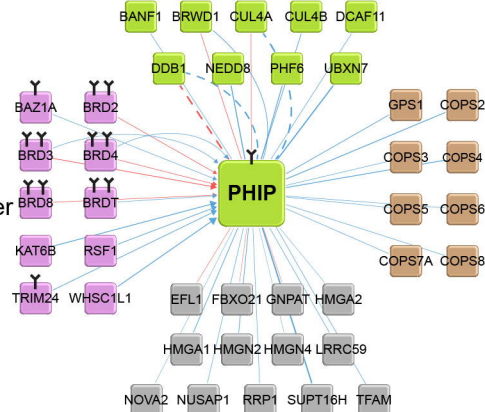 BANF1 BRWD1 CUL4A CUL4B DCAF11
DDB1 NEDD8 PHF6 UBXN7
BAZ1A BRD2
GPS1 COPS2
BRD3 BRD4
COPS3 COPS4
PHIP
er BRD8 BRDT
COPS5 COPS6
KAT6B RSF1
COPS7A COPS8
TRIM24 WHSC1L1
EFL1 FBXO21 GNPAT HMGA2
HMGA1 HMGN2 HMGN4 LRRC59
NOVA2 NUSAP1 RRP1 SUPT16H TFAM